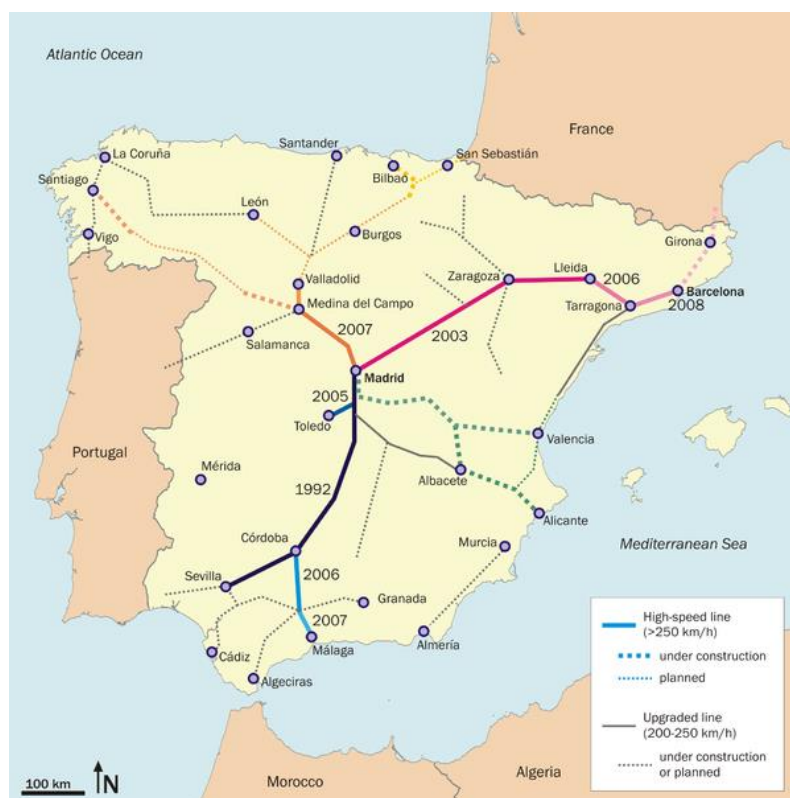 Atlantic Ocean
France
Santander
La Coruña
San Sebastián
Bilbao
Santiago
León
Vigo
Burgos
Girona
Lleida
Zaragoza
2006
Valladolid
Barcelona
Medina del Campo
Tarragona
2008
2007
2003
Salamanca
Madrid
2005
Toledo
Valencia
Portugal
Mérida
Albacete
1992
Alicante
Córdoba
Murcia
Mediterranean Sea
Sevilla
2006
Granada
2007
High-speed line
(>250 km/h)
Málaga
Almería
Cádiz
under construction
Algeciras
planned
Upgraded line
(200-250 km/h)
under construction
or planned
100 km
N
Morocco
Algeria